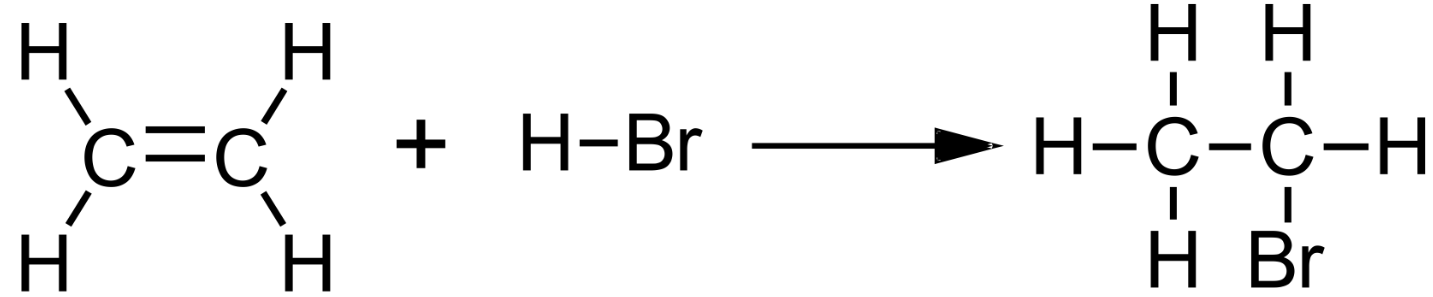 H H H H
C=C + H–Br → H–C–C–H
H H H Br